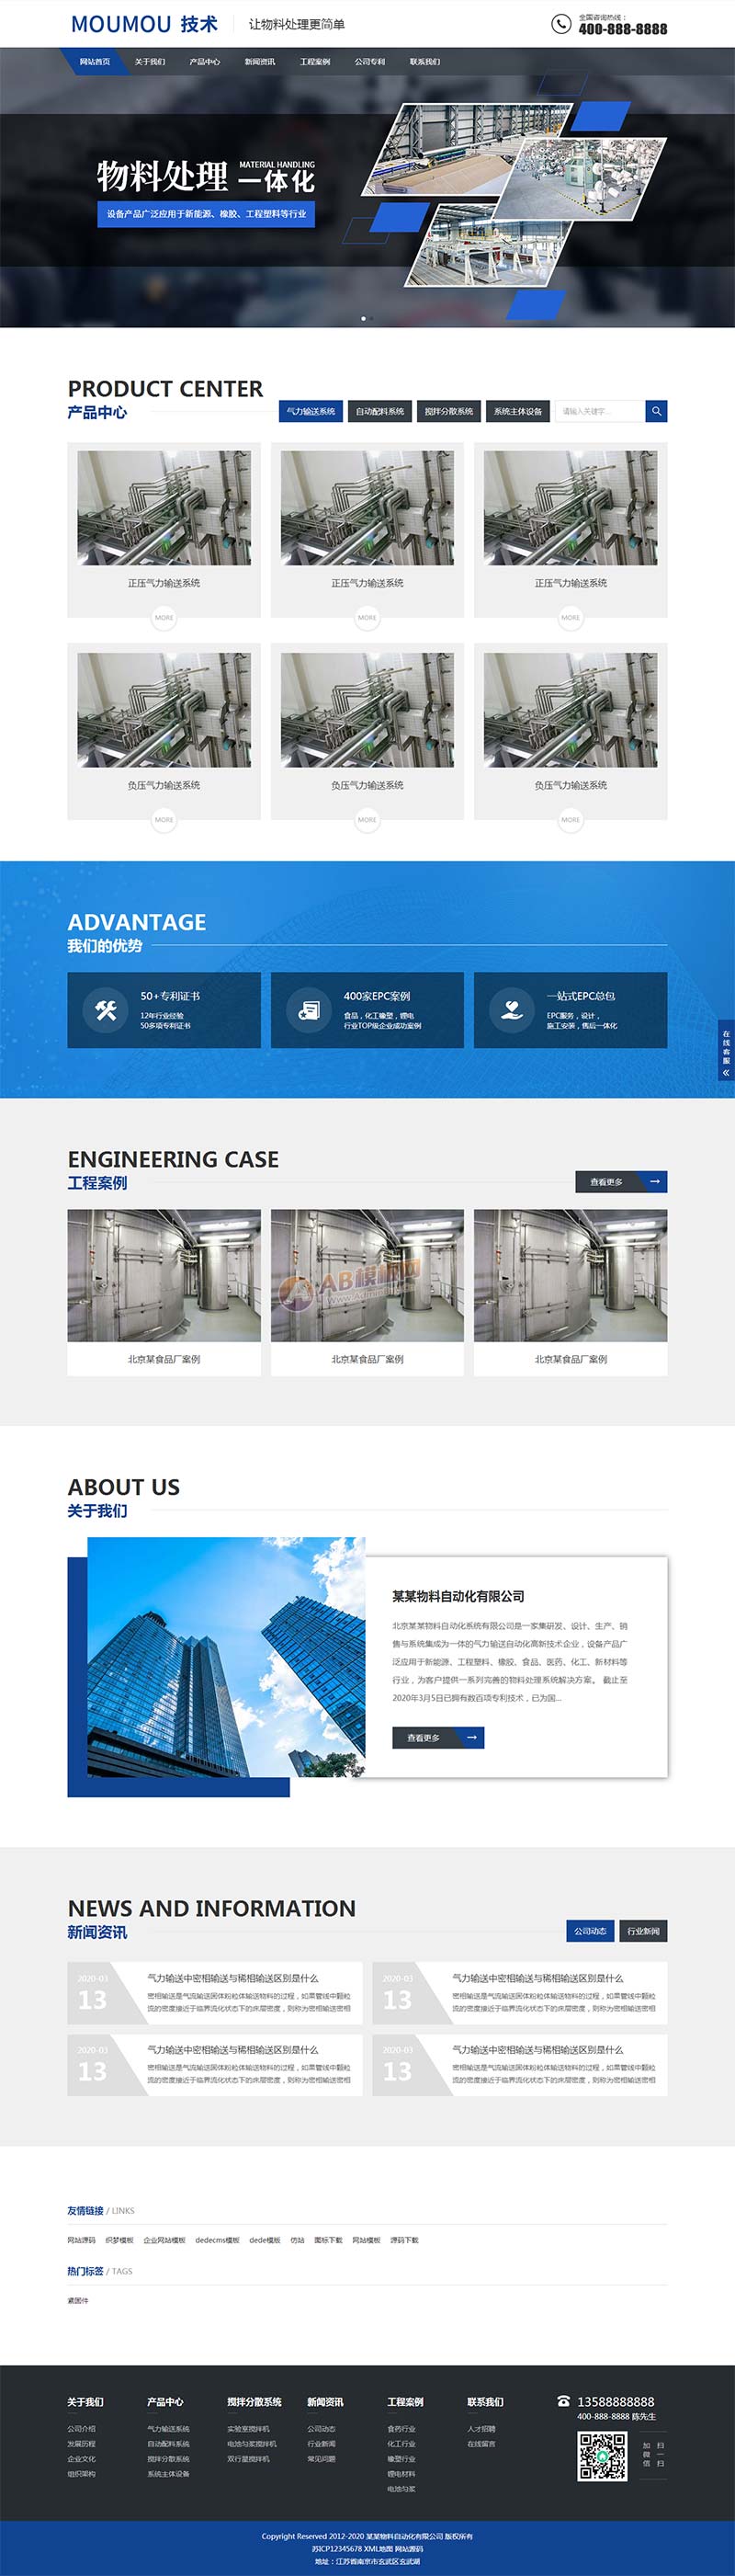 MOUMOU 技术
让物料处理更简单
全国咨询热线：
400-888-8888
网站首页 关于我们 产品中心 新闻资讯 工程案例 公司专利 联系我们
物料处理 MATERIAL HANDLING 一体化
设备产品广泛应用于新能源、橡胶、工程塑料等行业
PRODUCT CENTER
产品中心
气力输送系统 自动配料系统 搅拌分散系统 系统主体设备 请输入关键字...
正压气力输送系统 正压气力输送系统 正压气力输送系统
MORE MORE MORE
负压气力输送系统 负压气力输送系统 负压气力输送系统
MORE MORE MORE
ADVANTAGE
我们的优势
50+专利证书
12年行业经验
50多项专利证书
400家EPC案例
食品，化工橡塑，锂电
行业TOP级企业成功案例
一站式EPC总包
EPC服务，设计，
施工安装，售后一体化
在线客服
ENGINEERING CASE
工程案例
查看更多
AB模板网
北京某食品厂案例 北京某食品厂案例 北京某食品厂案例
ABOUT US
关于我们
某某物料自动化有限公司
北京某某物料自动化系统有限公司是一家集研发、设计、生产、销
售与系统集成为一体的气力输送自动化高新技术企业，设备产品广
泛应用于新能源、工程塑料、橡胶、食品、医药、化工、新材料等
行业，为客户提供一系列完善的物料处理系统解决方案。 截止至
2020年3月5日已拥有数百项专利技术，已为国...
查看更多
NEWS AND INFORMATION
新闻资讯
公司动态 行业新闻
2020-03
13
气力输送中密相输送与稀相输送区别是什么
密相输送是气流输送固体粉粒体输送物料的过程，如果管线中颗粒
流的密度接近于临界流化状态下的床层密度，则称为密相输送密相
2020-03
13
气力输送中密相输送与稀相输送区别是什么
密相输送是气流输送固体粉粒体输送物料的过程，如果管线中颗粒
流的密度接近于临界流化状态下的床层密度，则称为密相输送密相
2020-03
13
气力输送中密相输送与稀相输送区别是什么
密相输送是气流输送固体粉粒体输送物料的过程，如果管线中颗粒
流的密度接近于临界流化状态下的床层密度，则称为密相输送密相
2020-03
13
气力输送中密相输送与稀相输送区别是什么
密相输送是气流输送固体粉粒体输送物料的过程，如果管线中颗粒
流的密度接近于临界流化状态下的床层密度，则称为密相输送密相
友情链接 / LINKS
网站源码 织梦模板 企业网站模板 dedecms模板 dede模板 仿站 图标下载 网站模板 源码下载
热门标签 / TAGS
紧固件
关于我们
公司介绍
发展历程
企业文化
组织架构
产品中心
气力输送系统
自动配料系统
搅拌分散系统
系统主体设备
搅拌分散系统
实验室搅拌机
电池匀浆搅拌机
双行星搅拌机
新闻资讯
公司动态
行业新闻
常见问题
工程案例
食药行业
化工行业
橡塑行业
锂电材料
电池匀浆
联系我们
人才招聘
在线留言
13588888888
400-888-8888 陈先生
扫一扫
加微信
Copyright Reserved 2012-2020 某某物料自动化有限公司 版权所有
苏ICP12345678 XML地图 网站源码
地址：江苏省南京市玄武区玄武湖